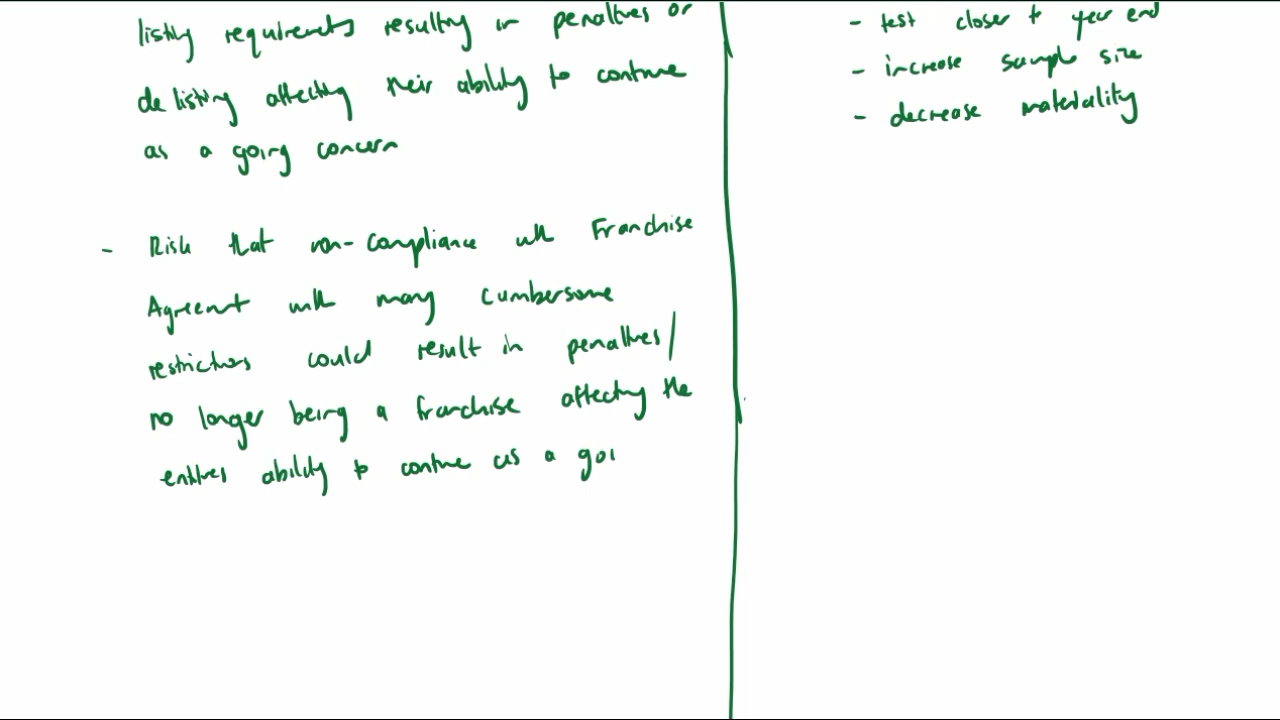 listing requirements resulting in penalties or
delisting affecting their ability to continue
as a going concern
- Risk that non-compliance with Franchise
Agreement with many cumbersome
restrictions could result in penalties/
no longer being a franchise affecting the
entities ability to continue as a goi
- test closer to year end
- increase sample size
- decrease materiality